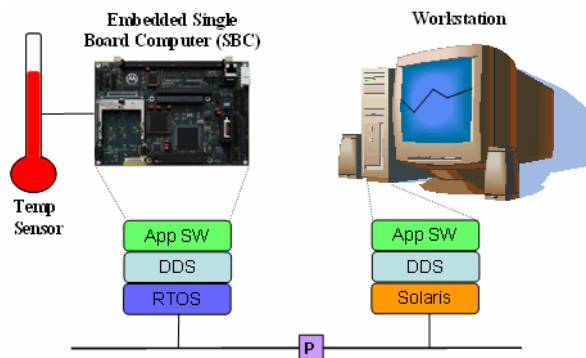 Embedded Single
Board Computer (SBC)
Workstation
Temp
Sensor
App SW
DDS
RTOS
App SW
DDS
Solaris
P